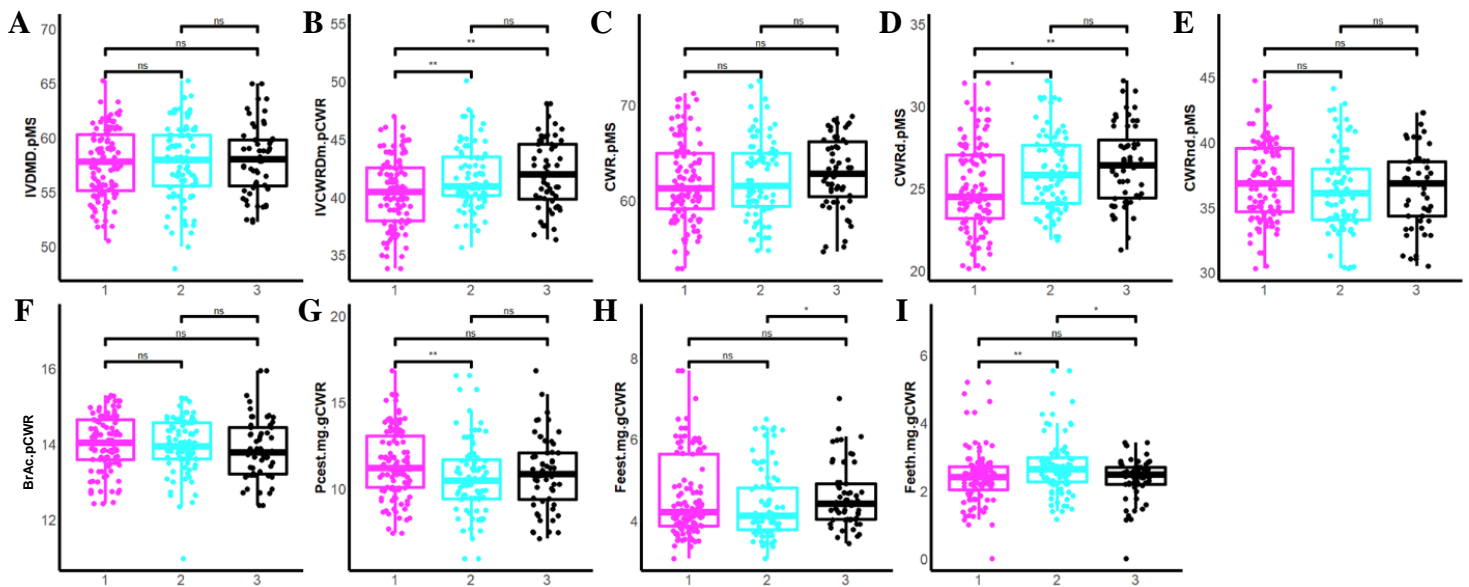 A
IVDMD.pMS
70
65
60
55
50
ns
ns
ns
1 2 3
B
IVCWRDm.pCWR
55
50
45
40
35
ns
**
**
1 2 3
C
CWR.pMS
70
60
ns
ns
ns
1 2 3
D
CWRd.pMS
35
30
25
20
ns
**
*
1 2 3
E
CWRnd.pMS
45
40
35
30
ns
ns
ns
1 2 3
F
BrAc.pCWR
16
14
12
ns
ns
ns
1 2 3
G
Pcest.mg.gCWR
20
15
10
ns
ns
**
1 2 3
H
Feest.mg.gCWR
8
6
4
*
ns
ns
1 2 3
I
Feeth.mg.gCWR
6
4
2
0
*
ns
**
1 2 3